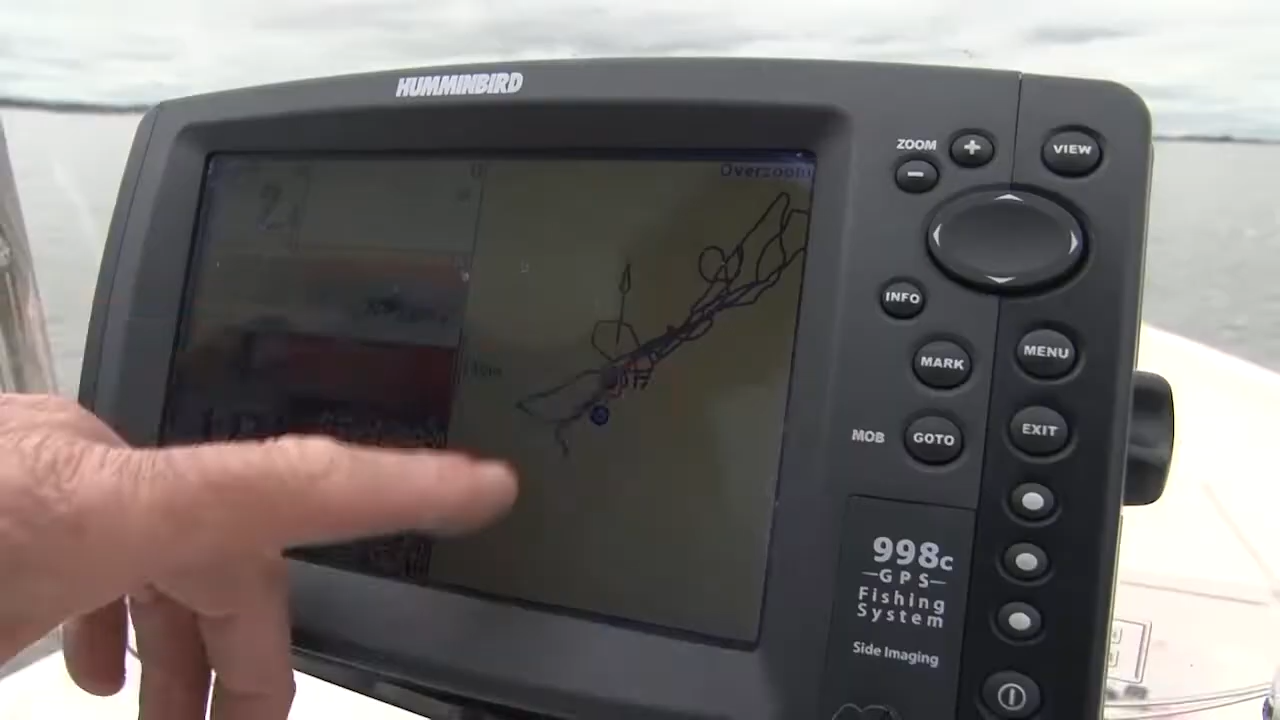 HUMMINBIRD
Overzoom
ZOOM
+
-
VIEW
INFO
MARK
MENU
MOB
GOTO
EXIT
998c
GPS
Fishing
System
Side Imaging